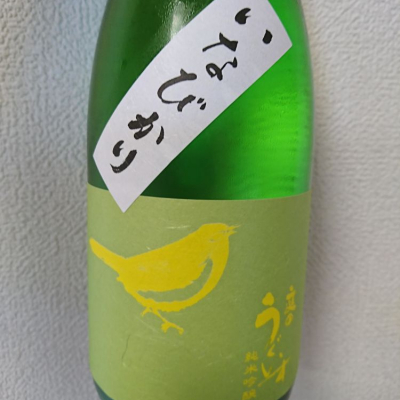 いなびかり
庭の
うぐいす
純米吟醸